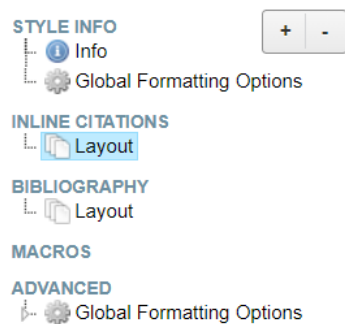 STYLE INFO
+ -
Info
Global Formatting Options
INLINE CITATIONS
Layout
BIBLIOGRAPHY
Layout
MACROS
ADVANCED
Global Formatting Options